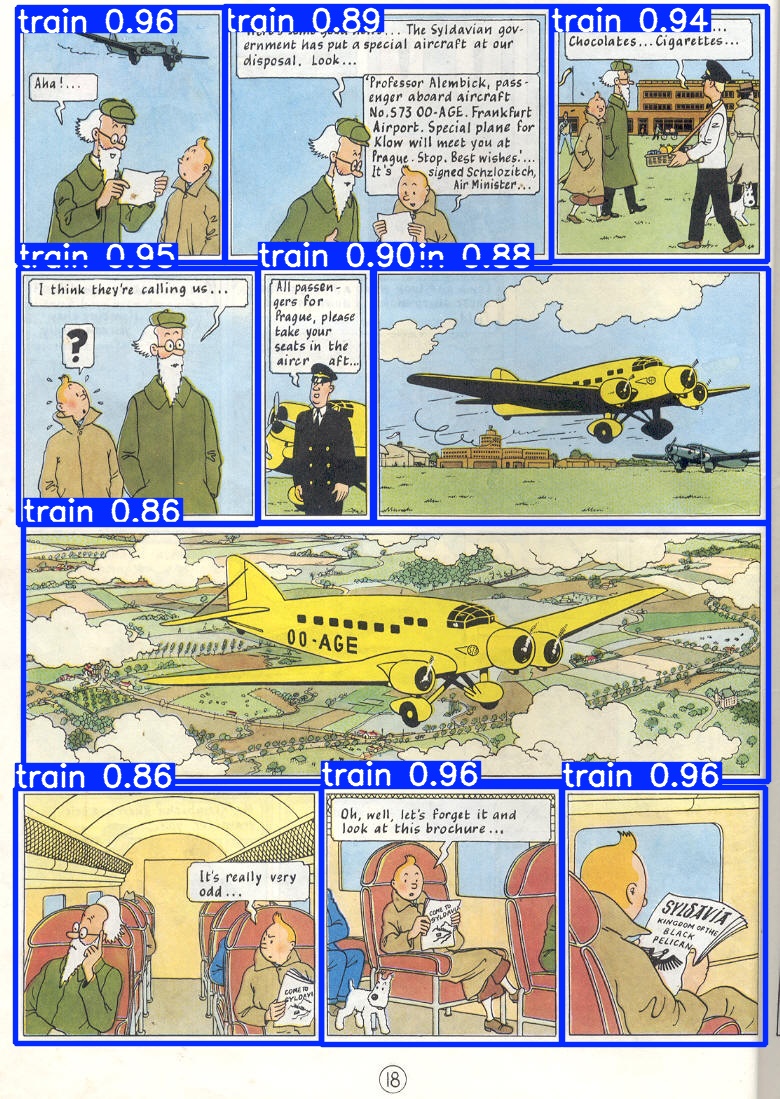 train 0.96
Aha!...
train 0.89
... The Syldavian gov-
ernment has put a special aircraft at our
disposal. Look...
'Professor Alembick, pass-
enger aboard aircraft
No.573 OO-AGE. Frankfurt
Airport. Special plane for
Klow will meet you at
Prague. Stop. Best wishes.'...
It's signed Schzlozitch,
Air Minister...
train 0.94
Chocolates...Cigarettes...
train 0.95
I think they're calling us...
?
train 0.90
All passen-
gers for
Prague, please
take your
seats in the
aircr aft...
in 0.88
train 0.86
OO-AGE
train 0.86
It's really very
odd...
COME TO
SYLDAVI
train 0.96
Oh, well, let's forget it and
look at this brochure...
COME TO
SYLDAVIA
train 0.96
SYLDAVIA
KINGDOM OF THE
BLACK
PELICAN
18